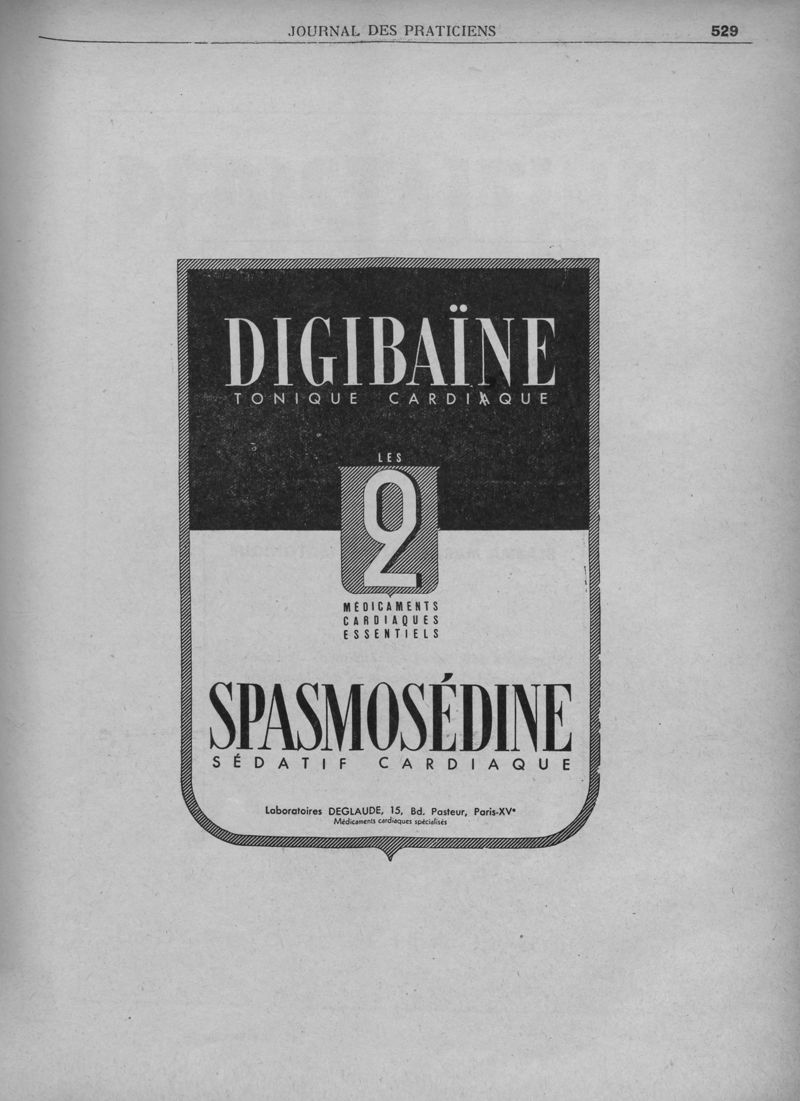 JOURNAL DES PRATICIENS 529
DIGIBAÏNE
TONIQUE CARDIAQUE
LES
2
MÉDICAMENTS
CARDIAQUES
ESSENTIELS
SPASMOSÉDINE
SÉDATIF CARDIAQUE
Laboratoires DEGLAUDE, 15, Bd. Pasteur, Paris-XVe
Médicaments cardiaques spécialisés